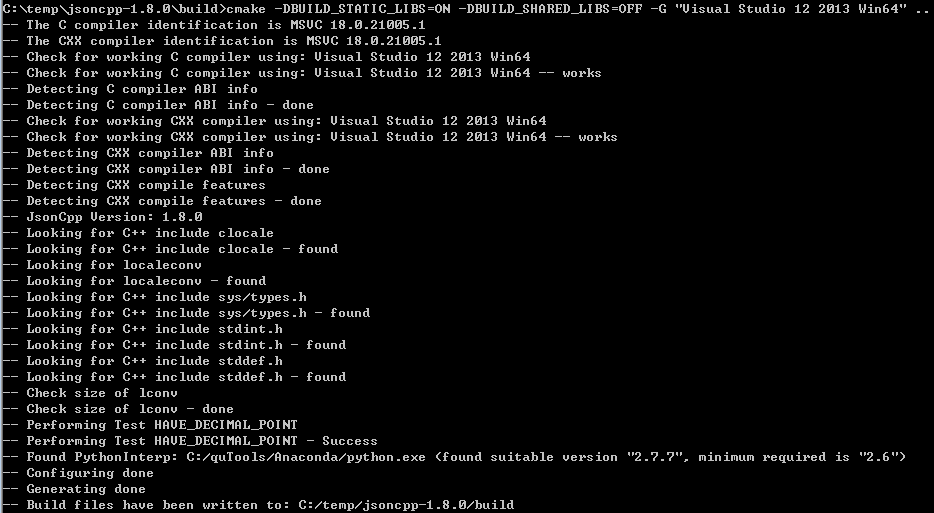 C:\temp\jsoncpp-1.8.0\build>cmake -DBUILD_STATIC_LIBS=ON -DBUILD_SHARED_LIBS=OFF -G "Visual Studio 12 2013 Win64" ..
-- The C compiler identification is MSVC 18.0.21005.1
-- The CXX compiler identification is MSVC 18.0.21005.1
-- Check for working C compiler using: Visual Studio 12 2013 Win64
-- Check for working C compiler using: Visual Studio 12 2013 Win64 -- works
-- Detecting C compiler ABI info
-- Detecting C compiler ABI info - done
-- Check for working CXX compiler using: Visual Studio 12 2013 Win64
-- Check for working CXX compiler using: Visual Studio 12 2013 Win64 -- works
-- Detecting CXX compiler ABI info
-- Detecting CXX compiler ABI info - done
-- Detecting CXX compile features
-- Detecting CXX compile features - done
-- JsonCpp Version: 1.8.0
-- Looking for C++ include clocale
-- Looking for C++ include clocale - found
-- Looking for localeconv
-- Looking for localeconv - found
-- Looking for C++ include sys/types.h
-- Looking for C++ include sys/types.h - found
-- Looking for C++ include stdint.h
-- Looking for C++ include stdint.h - found
-- Looking for C++ include stddef.h
-- Looking for C++ include stddef.h - found
-- Check size of lconv
-- Check size of lconv - done
-- Performing Test HAVE_DECIMAL_POINT
-- Performing Test HAVE_DECIMAL_POINT - Success
-- Found PythonInterp: C:/quTools/Anaconda/python.exe (found suitable version "2.7.7", minimum required is "2.6")
-- Configuring done
-- Generating done
-- Build files have been written to: C:/temp/jsoncpp-1.8.0/build